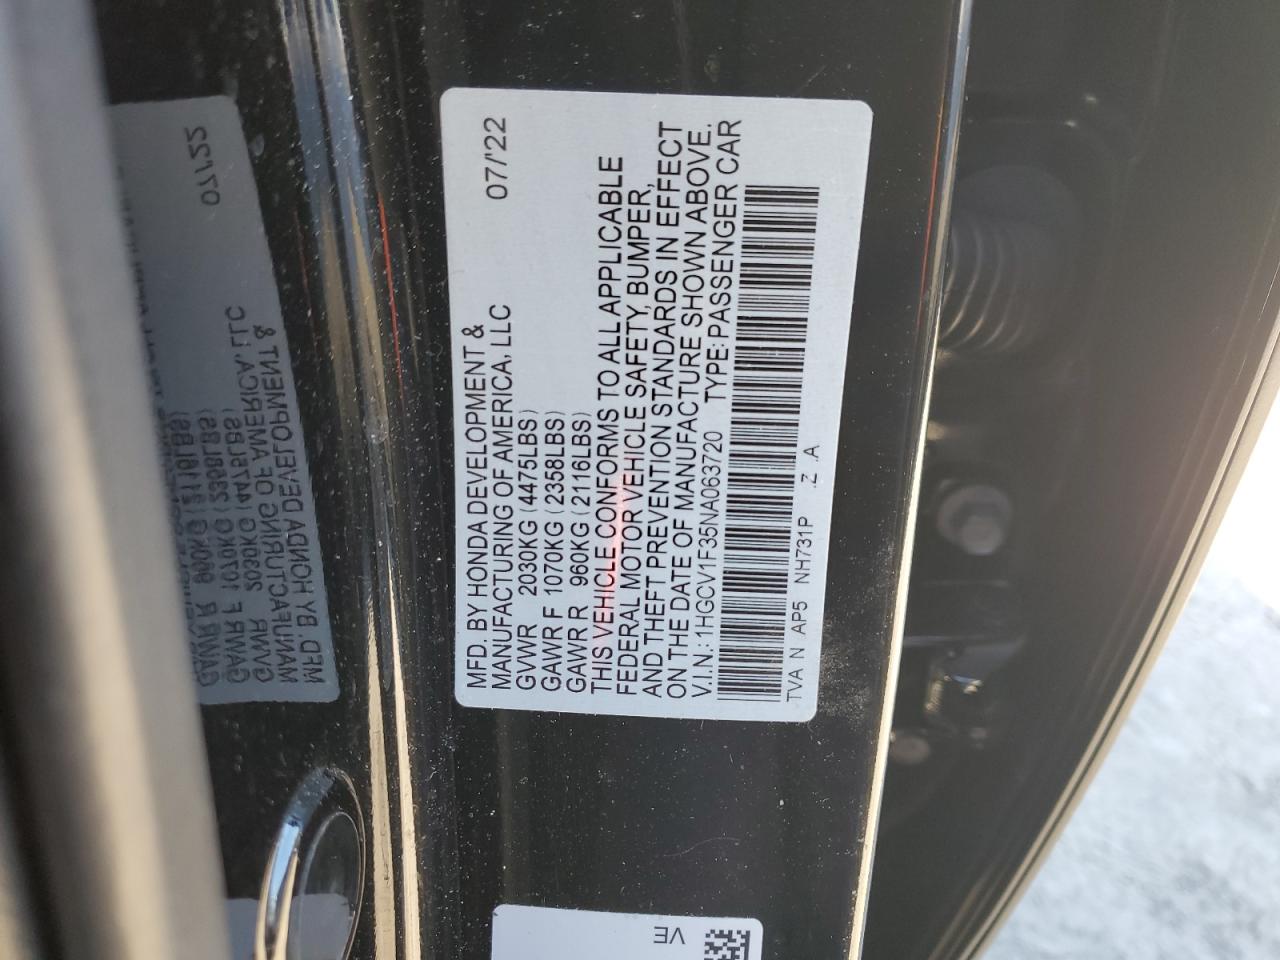 07/'22
MFD. BY HONDA DEVELOPMENT &
MANUFACTURING OF AMERICA, LLC
GVWR 2030KG (4475LBS)
GAWR F 1070KG (2358LBS)
GAWR R 960KG (2116LBS)
THIS VEHICLE CONFORMS TO ALL APPLICABLE
FEDERAL MOTOR VEHICLE SAFETY, BUMPER,
AND THEFT PREVENTION STANDARDS IN EFFECT
ON THE DATE OF MANUFACTURE SHOWN ABOVE.
V.I.N.: 1HGCV1F35NA063720 TYPE: PASSENGER CAR
TVA N AP5 NH731P .Z .A
VE